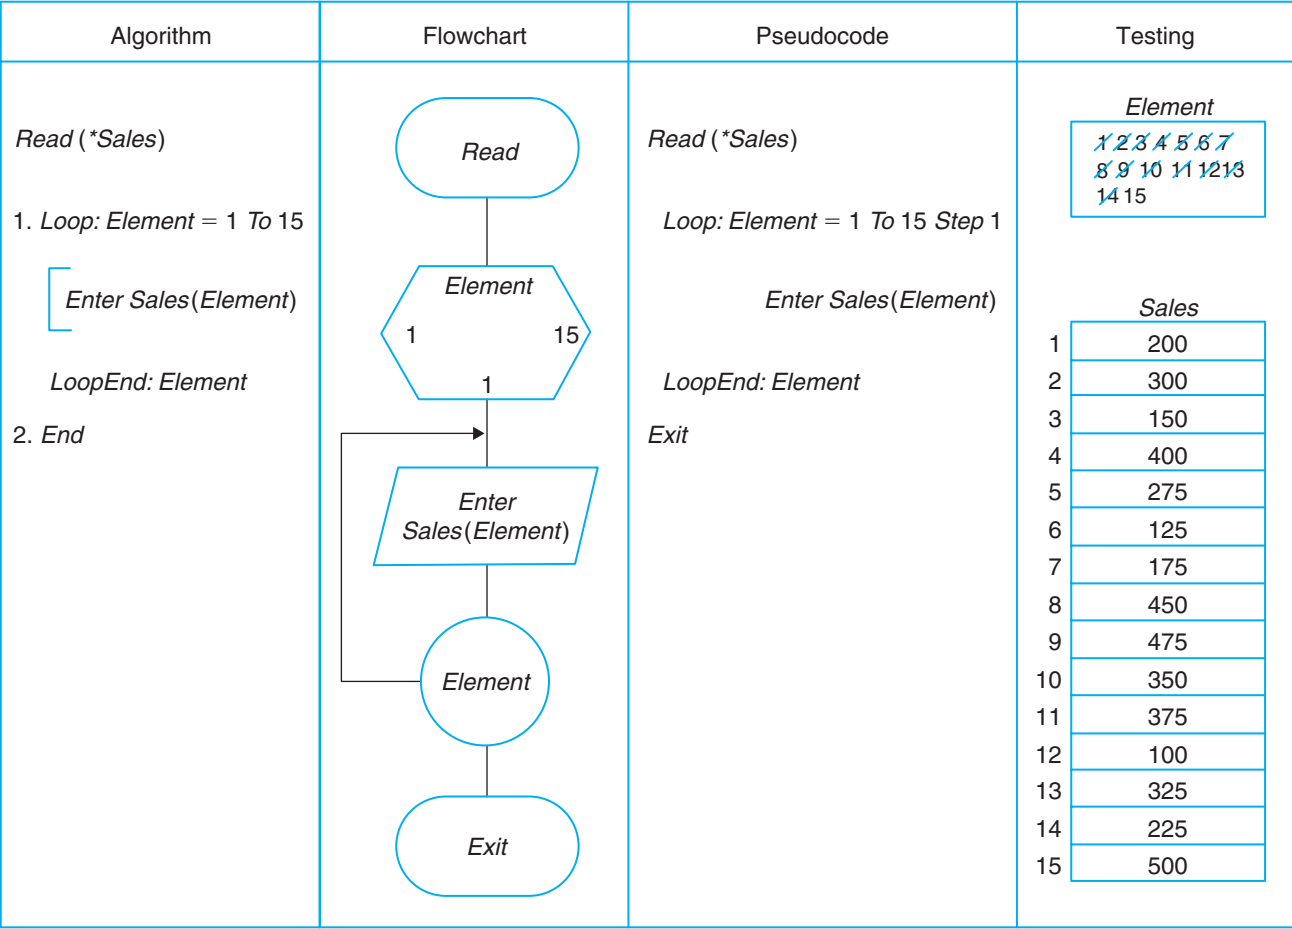 Algorithm
Flowchart
Pseudocode
Testing
Read (*Sales)
1. Loop: Element = 1 To 15
Enter Sales(Element)
LoopEnd: Element
2. End
Read
Element
1 15
1
Enter
Sales(Element)
Element
Exit
Read (*Sales)
Loop: Element = 1 To 15 Step 1
Enter Sales(Element)
LoopEnd: Element
Exit
Element
1 2 3 4 5 6 7
8 9 10 11 12 13
14 15
Sales
1 200
2 300
3 150
4 400
5 275
6 125
7 175
8 450
9 475
10 350
11 375
12 100
13 325
14 225
15 500